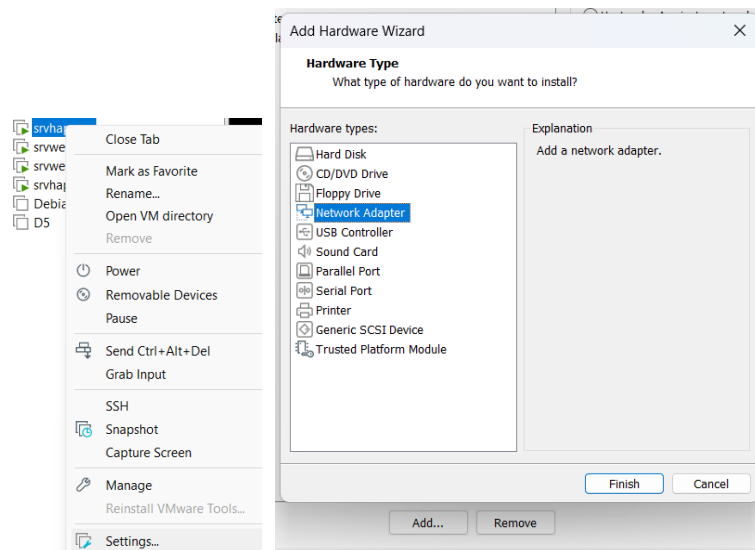 srvhap
srvwe
srvwe
srvhap
Debia
D5
Close Tab
Mark as Favorite
Rename...
Open VM directory
Remove
Power
Removable Devices
Pause
Send Ctrl+Alt+Del
Grab Input
SSH
Snapshot
Capture Screen
Manage
Reinstall VMware Tools...
Settings...
Add Hardware Wizard
Hardware Type
What type of hardware do you want to install?
Hardware types:
Hard Disk
CD/DVD Drive
Floppy Drive
Network Adapter
USB Controller
Sound Card
Parallel Port
Serial Port
Printer
Generic SCSI Device
Trusted Platform Module
Explanation
Add a network adapter.
Finish
Cancel
Add...
Remove